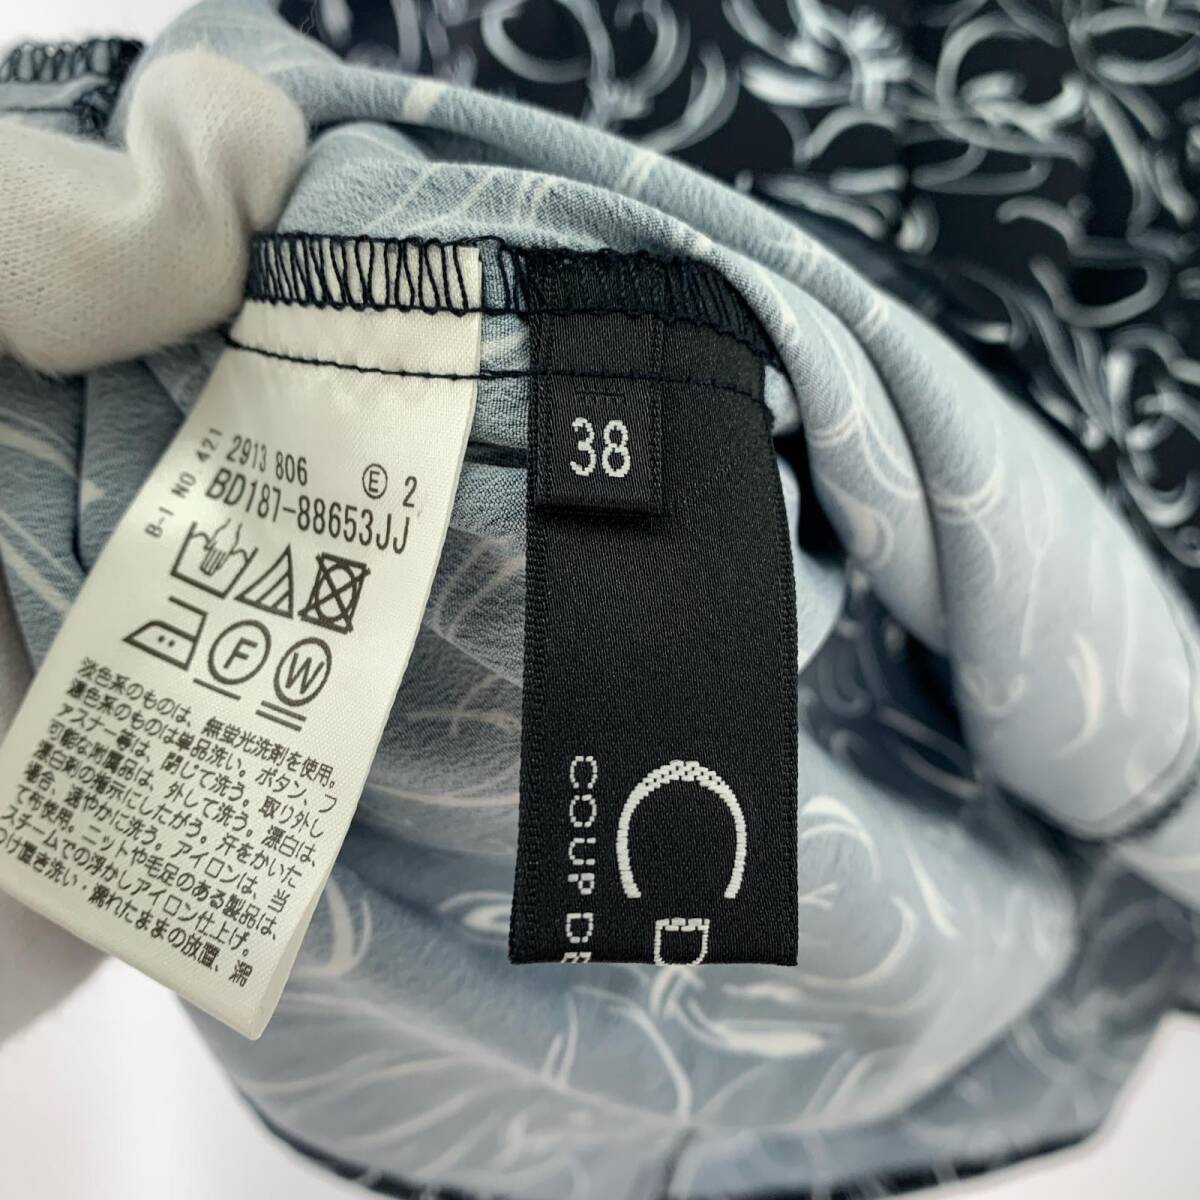 2913 806 Ⓔ 2
B-1 NO.421
BD181-88653JJ
F W
淡色系のものは、無蛍光洗剤を使用。
濃色系のものは単品洗い。ボタン、フ
アスナー等は、閉じて洗う。取り外し
可能な附属品は、外して洗う。漂白は、
漂白剤の指示にしたがう。汗をかいた
場合、速やかに洗う。アイロンは、当
て布使用。ニットや毛足のある製品は、
スチームでの浮かしアイロン仕上げ。
つけ置き洗い・濡れたままの放置、濡
38
COUP DE
C D